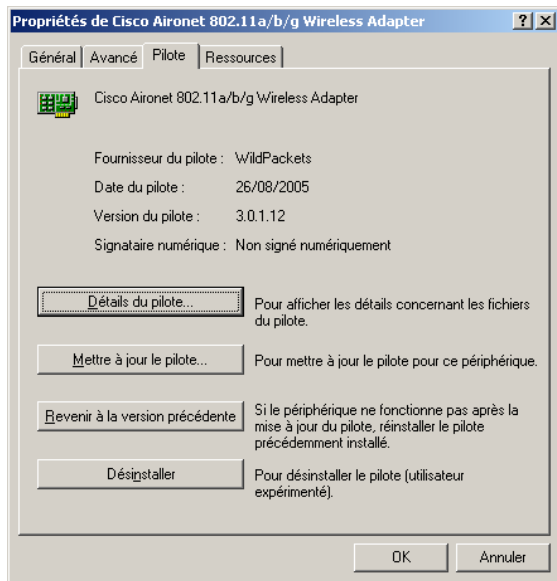 Propriétés de Cisco Aironet 802.11a/b/g Wireless Adapter
Général Avancé Pilote Ressources
Cisco Aironet 802.11a/b/g Wireless Adapter
Fournisseur du pilote : WildPackets
Date du pilote : 26/08/2005
Version du pilote : 3.0.1.12
Signataire numérique : Non signé numériquement
Détails du pilote...
Pour afficher les détails concernant les fichiers
du pilote.
Mettre à jour le pilote...
Pour mettre à jour le pilote pour ce périphérique.
Revenir à la version précédente
Si le périphérique ne fonctionne pas après la
mise à jour du pilote, réinstaller le pilote
précédemment installé.
Désinstaller
Pour désinstaller le pilote (utilisateur
expérimenté).
OK Annuler